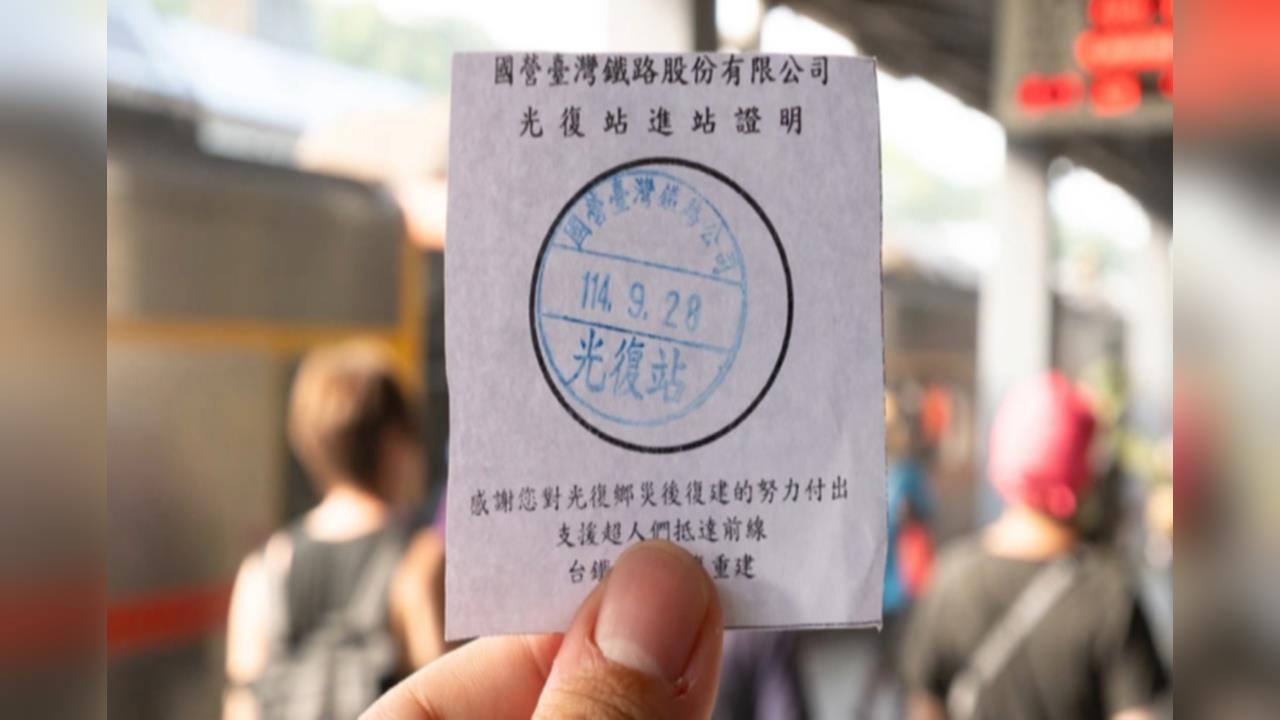 國營臺灣鐵路股份有限公司
光復站進站證明
國營臺灣鐵路公司
114. 9. 28
光復站
感謝您對光復鄉災後復建的努力付出
支援超人們抵達前線
台鐵
重建